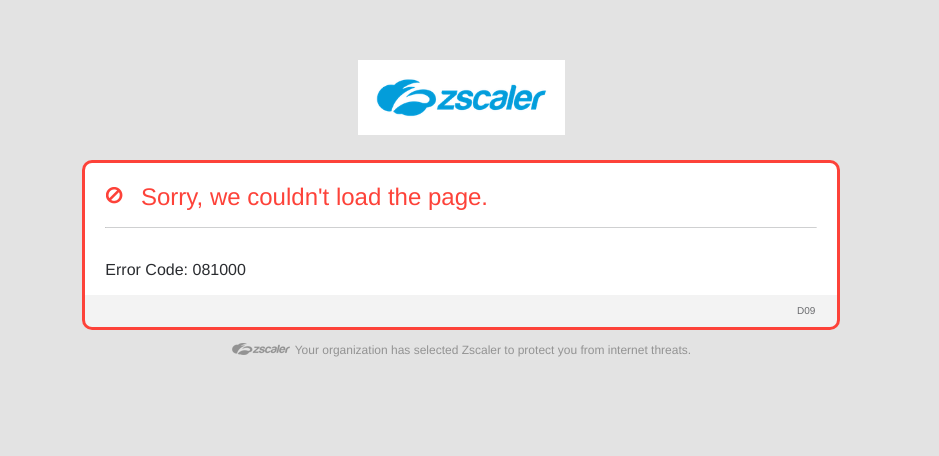 zscaler
Sorry, we couldn't load the page.
Error Code: 081000
D09
zscaler Your organization has selected Zscaler to protect you from internet threats.